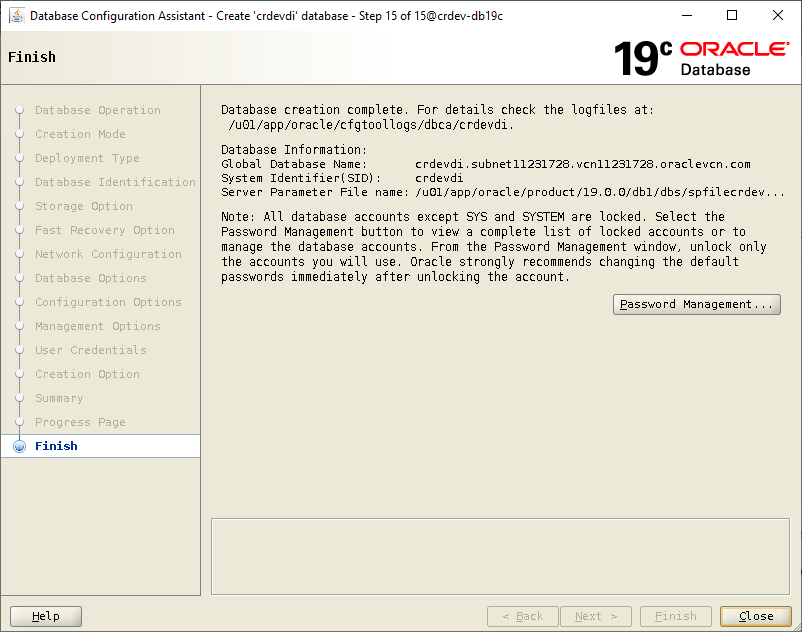 Database Configuration Assistant - Create 'crdevdi' database - Step 15 of 15@crdev-db19c
Finish
19c ORACLE®
Database
Database Operation
Creation Mode
Deployment Type
Database Identification
Storage Option
Fast Recovery Option
Network Configuration
Database Options
Configuration Options
Management Options
User Credentials
Creation Option
Summary
Progress Page
Finish
Database creation complete. For details check the logfiles at:
/u01/app/oracle/cfgtoollogs/dbca/crdevdi.
Database Information:
Global Database Name: crdevdi.subnet11231728.vcn11231728.oraclevcn.com
System Identifier(SID): crdevdi
Server Parameter File name: /u01/app/oracle/product/19.0.0/db1/dbs/spfilecrdev...
Note: All database accounts except SYS and SYSTEM are locked. Select the
Password Management button to view a complete list of locked accounts or to
manage the database accounts. From the Password Management window, unlock only
the accounts you will use. Oracle strongly recommends changing the default
passwords immediately after unlocking the account.
Password Management...
Help
< Back
Next >
Finish
Close